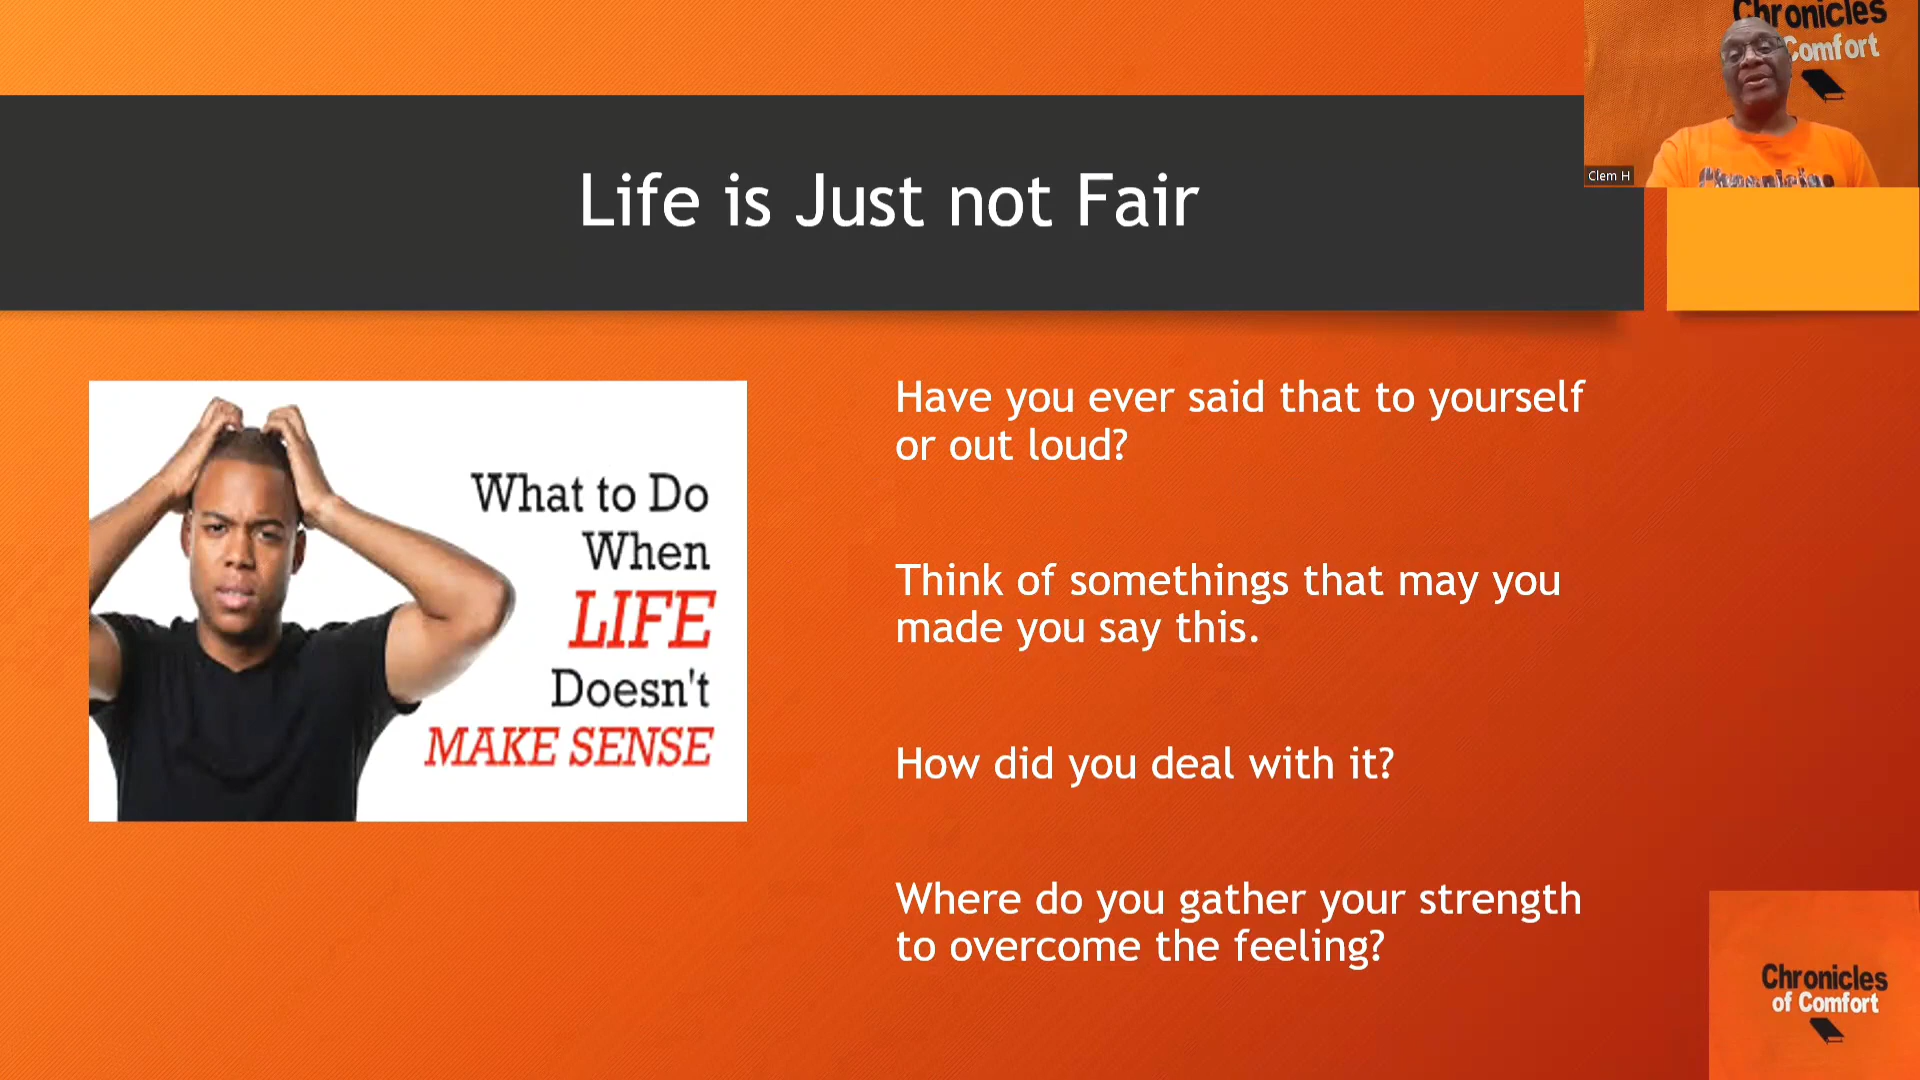 Chronicles
Comfort
Clem H
Life is Just not Fair
What to Do
When
LIFE
Doesn't
MAKE SENSE
Have you ever said that to yourself
or out loud?
Think of somethings that may you
made you say this.
How did you deal with it?
Where do you gather your strength
to overcome the feeling?
Chronicles
of Comfort